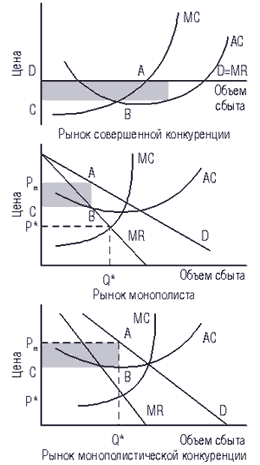 Цена
MC
AC
D
A
D=MR
C
B
Объем
сбыта
Рынок совершенной конкуренции
Цена
MC
Pm
A
AC
C
B
P*
MR
D
Q*
Объем сбыта
Рынок монополиста
Цена
MC
AC
Pm
A
C
B
P*
MR
D
Q*
Объем сбыта
Рынок монополистической конкуренции